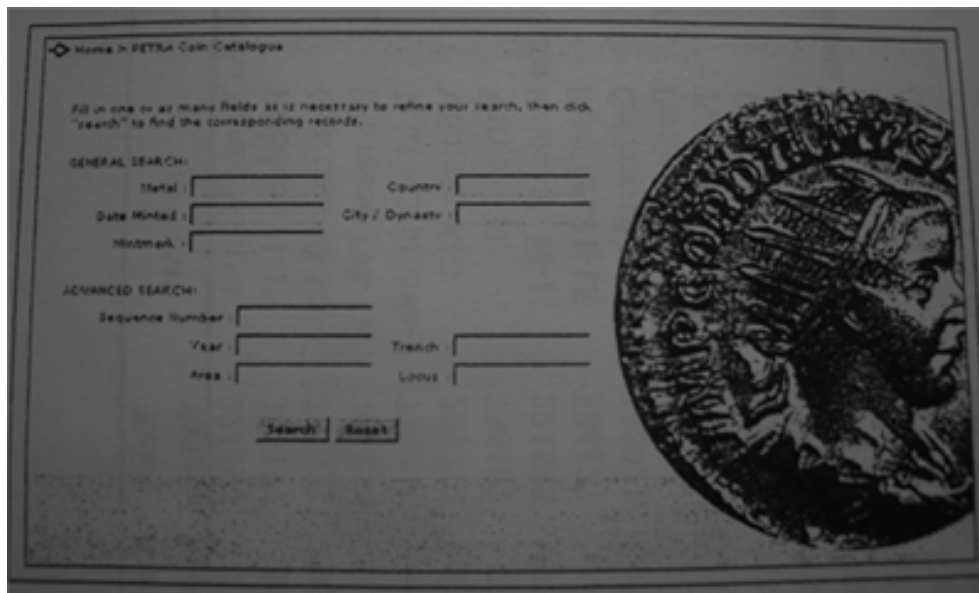 Home > PETRA Coin Catalogue
Fill in one or as many fields as is necessary to refine your search, then click
"search" to find the corresponding records.
GENERAL SEARCH:
Metal : Country :
Date Minted : City / Dynasty :
Mintmark :
ADVANCED SEARCH:
Sequence Number :
Year : Trench :
Area : Locus :
Search Reset